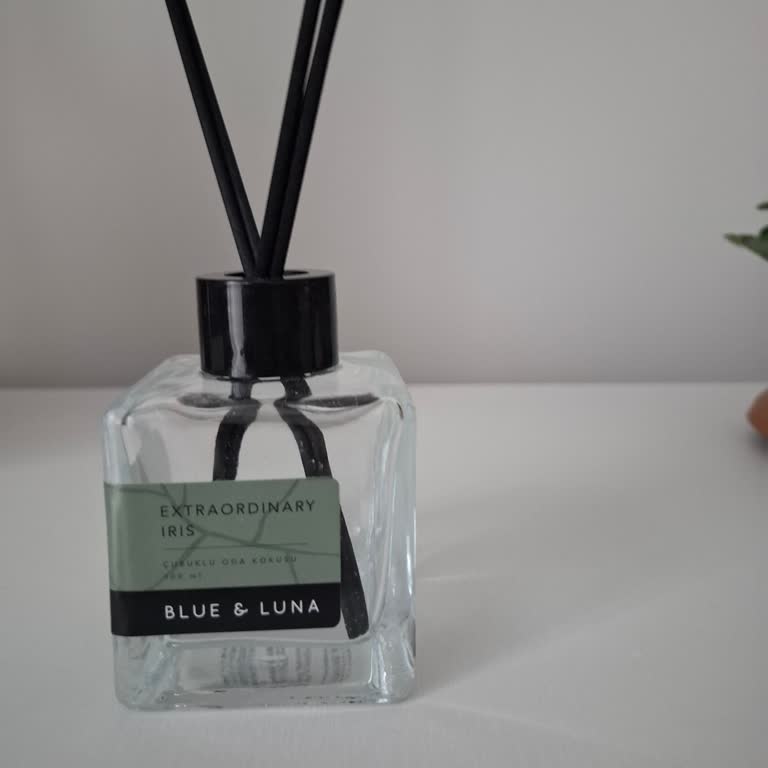 EXTRAORDINARY
IRIS
ÇUBUKLU ODA KOKUSU
BLUE & LUNA